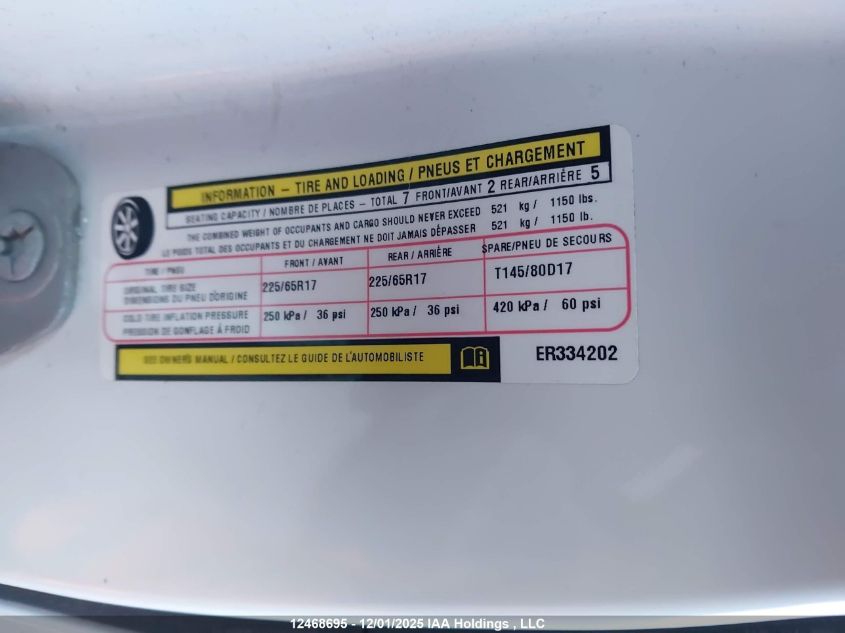 INFORMATION – TIRE AND LOADING / PNEUS ET CHARGEMENT
SEATING CAPACITY / NOMBRE DE PLACES – TOTAL 7 FRONT/AVANT 2 REAR/ARRIÈRE 5
THE COMBINED WEIGHT OF OCCUPANTS AND CARGO SHOULD NEVER EXCEED 521 kg / 1150 lbs.
LE POIDS TOTAL DES OCCUPANTS ET DU CHARGEMENT NE DOIT JAMAIS DÉPASSER 521 kg / 1150 lb.
TIRE / PNEU FRONT / AVANT REAR / ARRIÈRE SPARE/PNEU DE SECOURS
ORIGINAL TIRE SIZE
DIMENSIONS DU PNEU D'ORIGINE 225/65R17 225/65R17 T145/80D17
COLD TIRE INFLATION PRESSURE
PRESSION DE GONFLAGE À FROID 250 kPa / 36 psi 250 kPa / 36 psi 420 kPa / 60 psi
SEE OWNERS MANUAL / CONSULTEZ LE GUIDE DE L'AUTOMOBILISTE
ER334202
12468695 - 12/01/2025 IAA Holdings , LLC